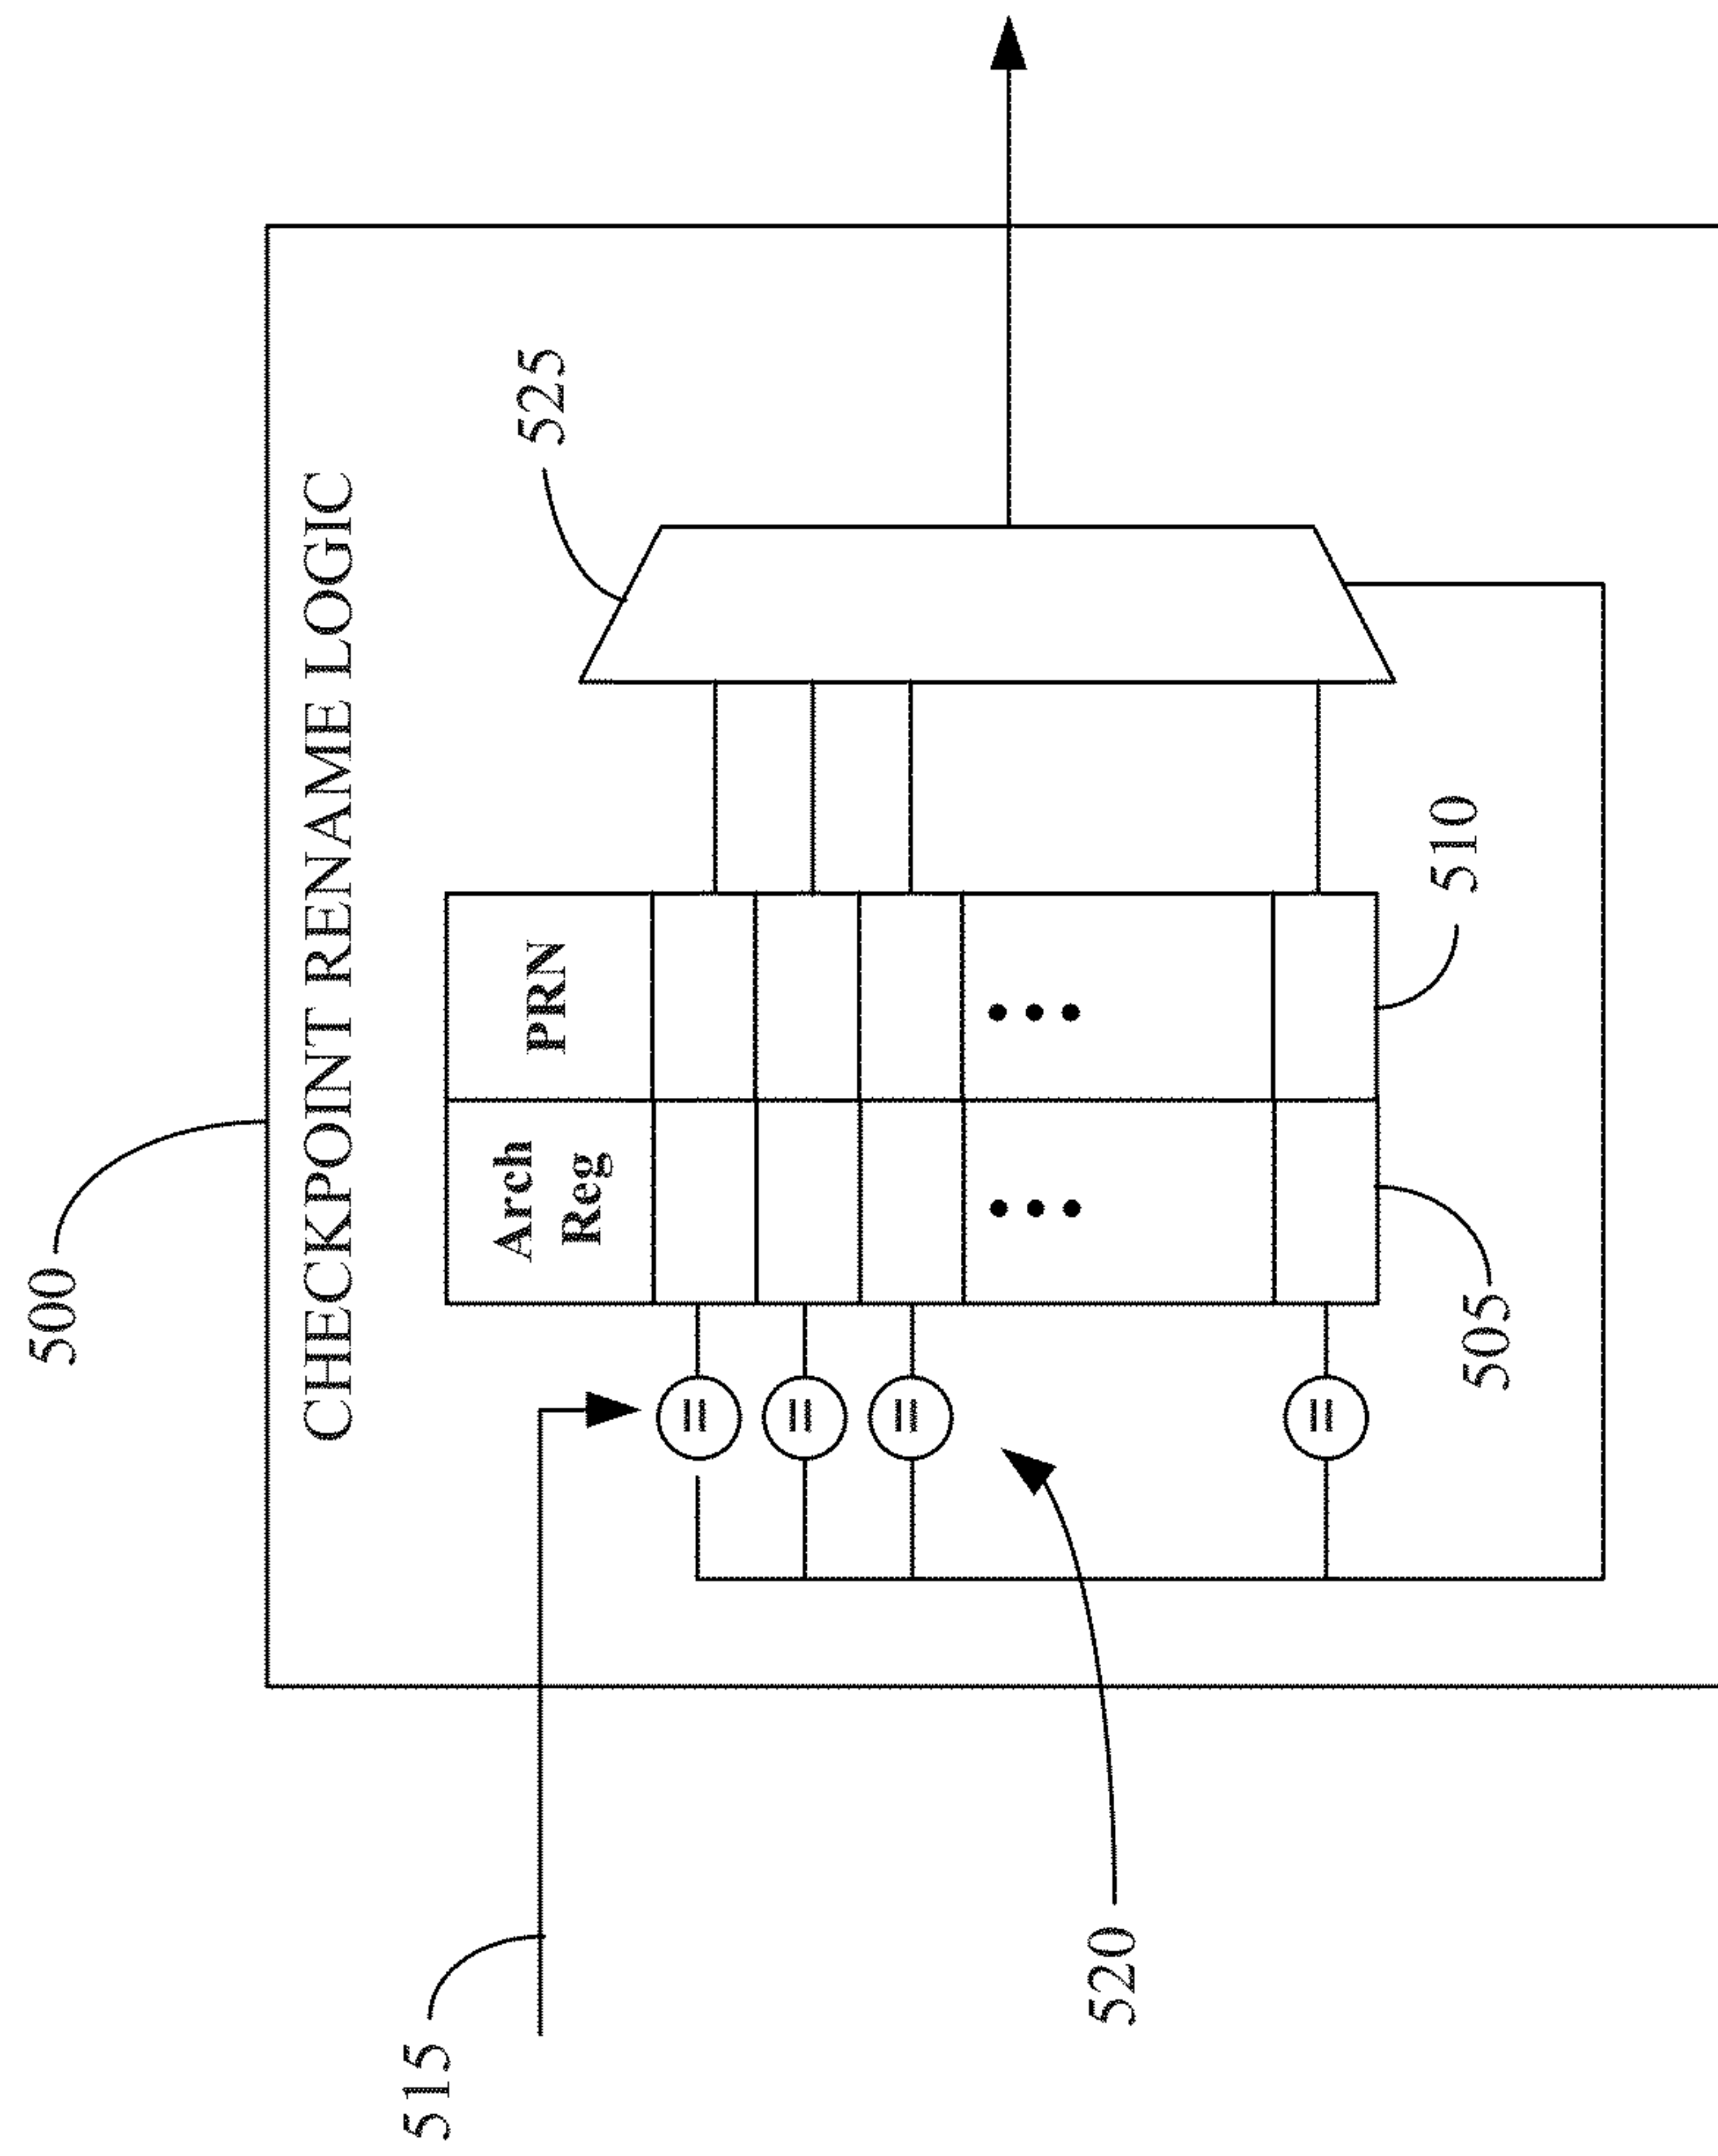 500
CHECKPOINT RENAME LOGIC
515
Arch
Reg
PRN
525
=
=
=
=
520
505
510